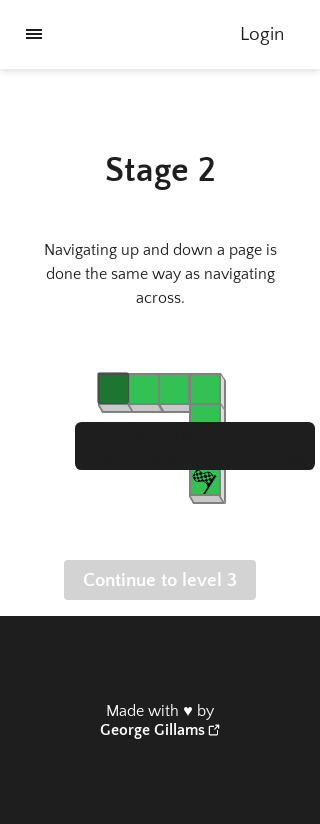 Login
Stage 2
Navigating up and down a page is
done the same way as navigating
across.
Continue to level 3
Made with ♥ by
George Gillams